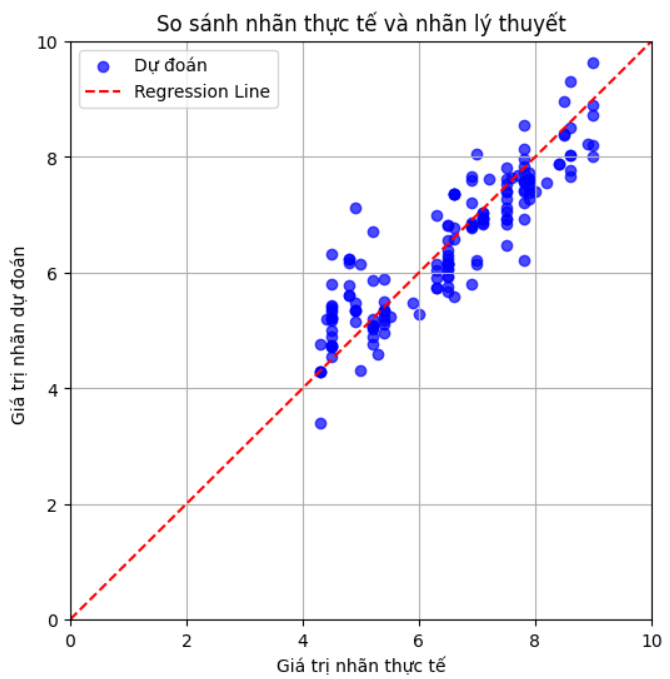 So sánh nhãn thực tế và nhãn lý thuyết
Dự đoán
Regression Line
Giá trị nhãn dự đoán
10
8
6
4
2
0
0 2 4 6 8 10
Giá trị nhãn thực tế